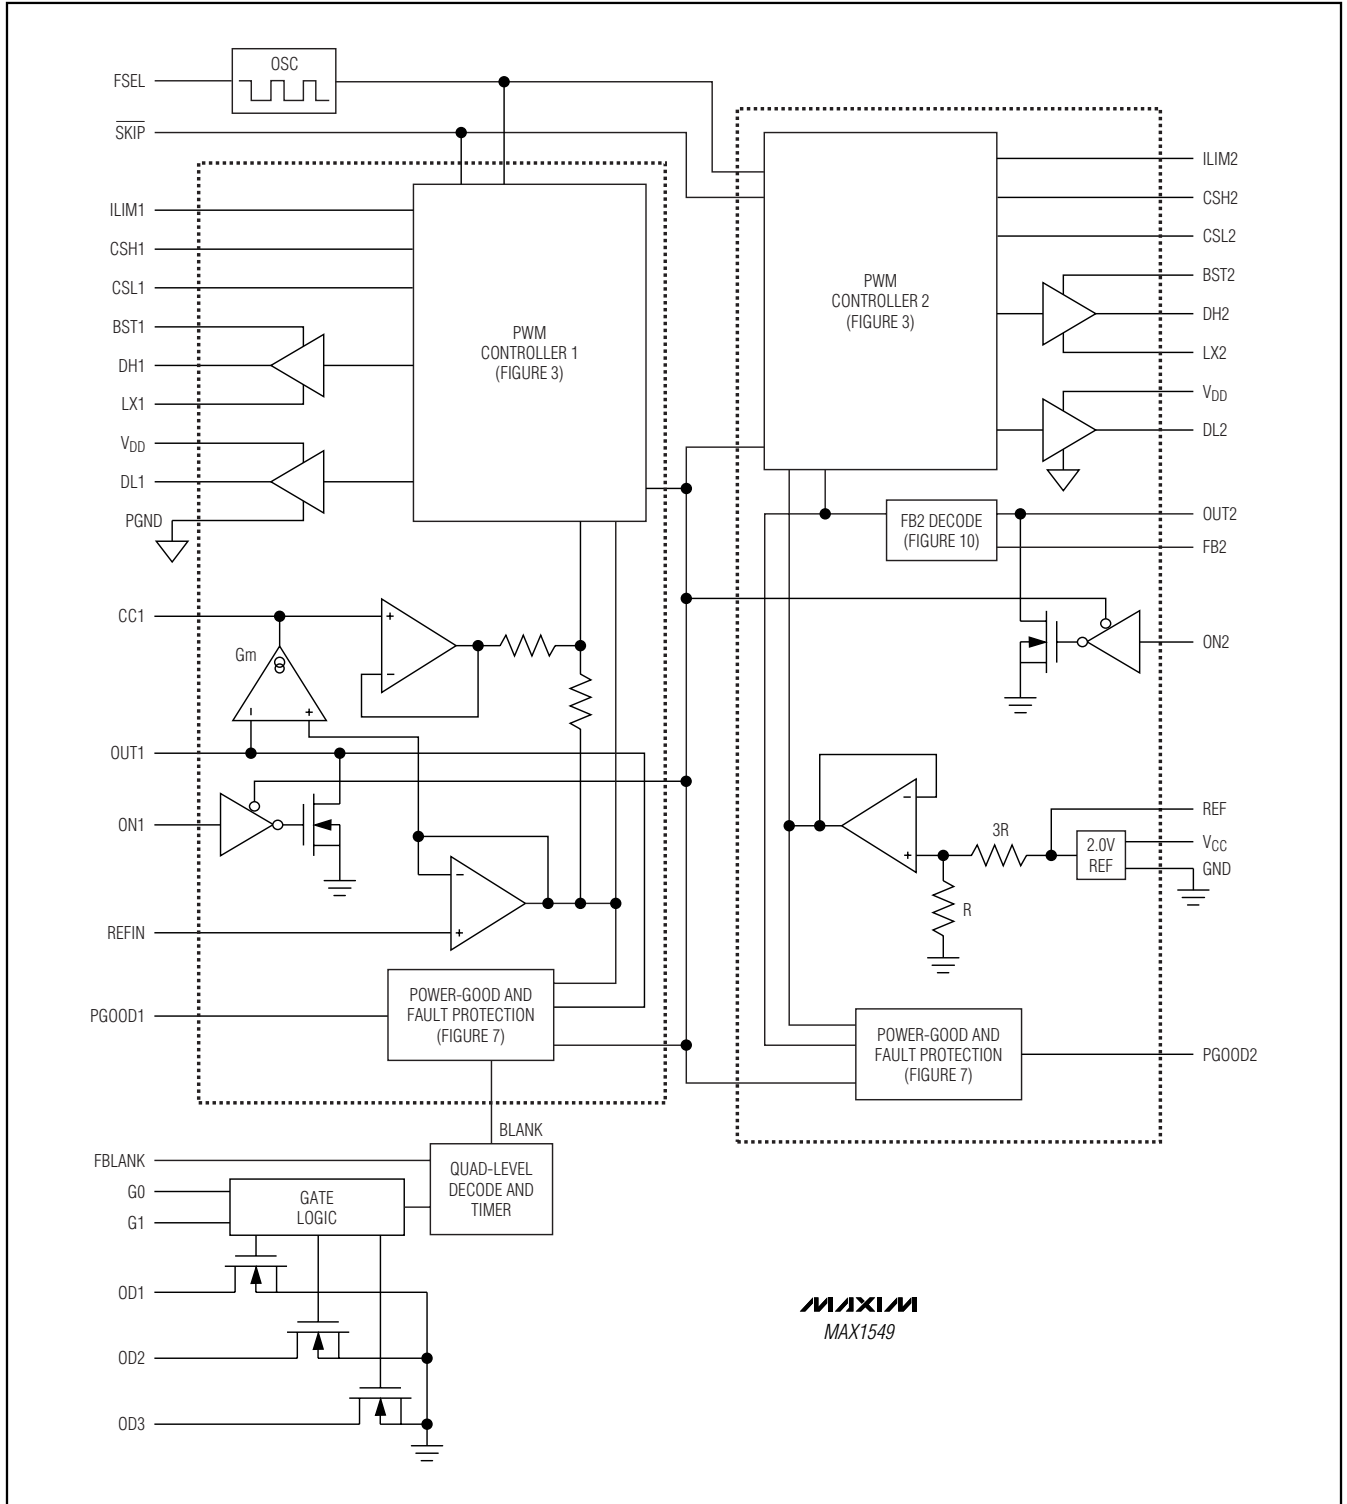 OSC
FSEL
SKIP
ILIM1
CSH1
CSL1
BST1
DH1
LX1
VDD
DL1
PGND
PWM
CONTROLLER 1
(FIGURE 3)
CC1
+
−
Gm
−
+
OUT1
ON1
−
+
REFIN
PGOOD1
POWER-GOOD AND
FAULT PROTECTION
(FIGURE 7)
BLANK
FBLANK
QUAD-LEVEL
DECODE AND
TIMER
G0
G1
GATE
LOGIC
OD1
OD2
OD3
PWM
CONTROLLER 2
(FIGURE 3)
ILIM2
CSH2
CSL2
BST2
DH2
LX2
VDD
DL2
FB2 DECODE
(FIGURE 10)
OUT2
FB2
ON2
−
+
3R
R
2.0V
REF
REF
VCC
GND
POWER-GOOD AND
FAULT PROTECTION
(FIGURE 7)
PGOOD2
MAXIM
MAX1549